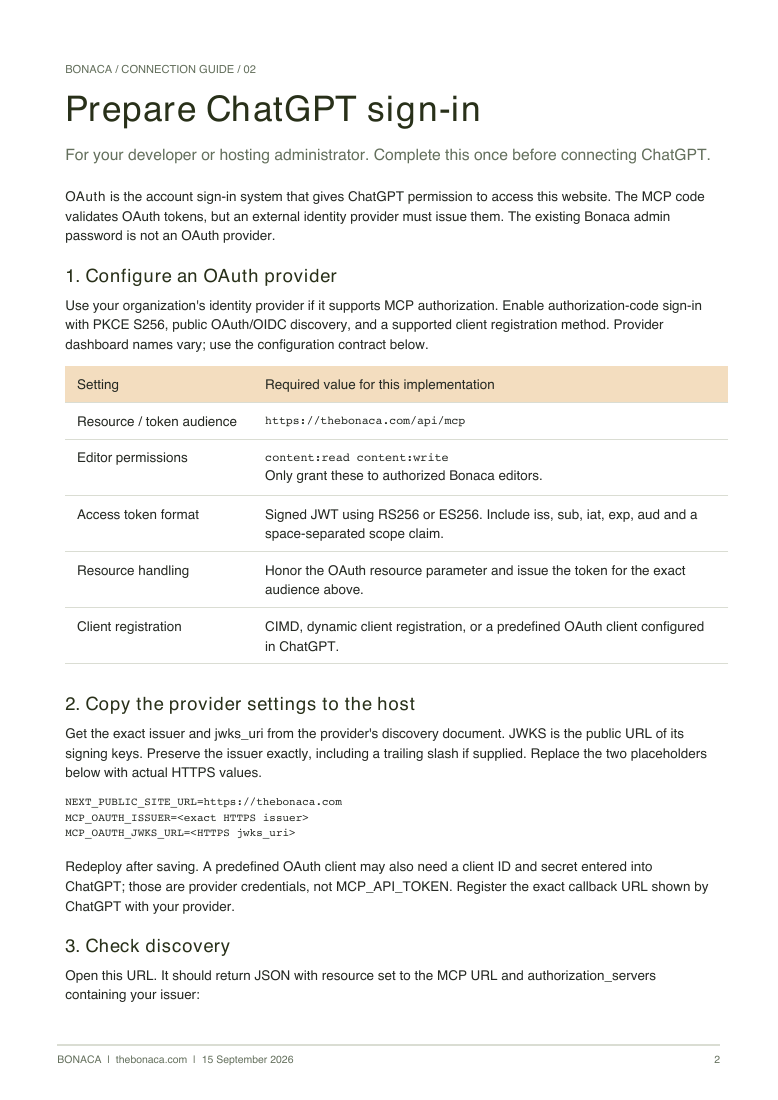 BONACA / CONNECTION GUIDE / 02
Prepare ChatGPT sign-in
For your developer or hosting administrator. Complete this once before connecting ChatGPT.
OAuth is the account sign-in system that gives ChatGPT permission to access this website. The MCP code
validates OAuth tokens, but an external identity provider must issue them. The existing Bonaca admin
password is not an OAuth provider.
1. Configure an OAuth provider
Use your organization's identity provider if it supports MCP authorization. Enable authorization-code sign-in
with PKCE S256, public OAuth/OIDC discovery, and a supported client registration method. Provider
dashboard names vary; use the configuration contract below.
Setting Required value for this implementation
Resource / token audience https://thebonaca.com/api/mcp
Editor permissions content:read content:write
Only grant these to authorized Bonaca editors.
Access token format Signed JWT using RS256 or ES256. Include iss, sub, iat, exp, aud and a
space-separated scope claim.
Resource handling Honor the OAuth resource parameter and issue the token for the exact
audience above.
Client registration CIMD, dynamic client registration, or a predefined OAuth client configured
in ChatGPT.
2. Copy the provider settings to the host
Get the exact issuer and jwks_uri from the provider's discovery document. JWKS is the public URL of its
signing keys. Preserve the issuer exactly, including a trailing slash if supplied. Replace the two placeholders
below with actual HTTPS values.
NEXT_PUBLIC_SITE_URL=https://thebonaca.com
MCP_OAUTH_ISSUER=<exact HTTPS issuer>
MCP_OAUTH_JWKS_URL=<HTTPS jwks_uri>
Redeploy after saving. A predefined OAuth client may also need a client ID and secret entered into
ChatGPT; those are provider credentials, not MCP_API_TOKEN. Register the exact callback URL shown by
ChatGPT with your provider.
3. Check discovery
Open this URL. It should return JSON with resource set to the MCP URL and authorization_servers
containing your issuer:
BONACA | thebonaca.com | 15 September 2026 2